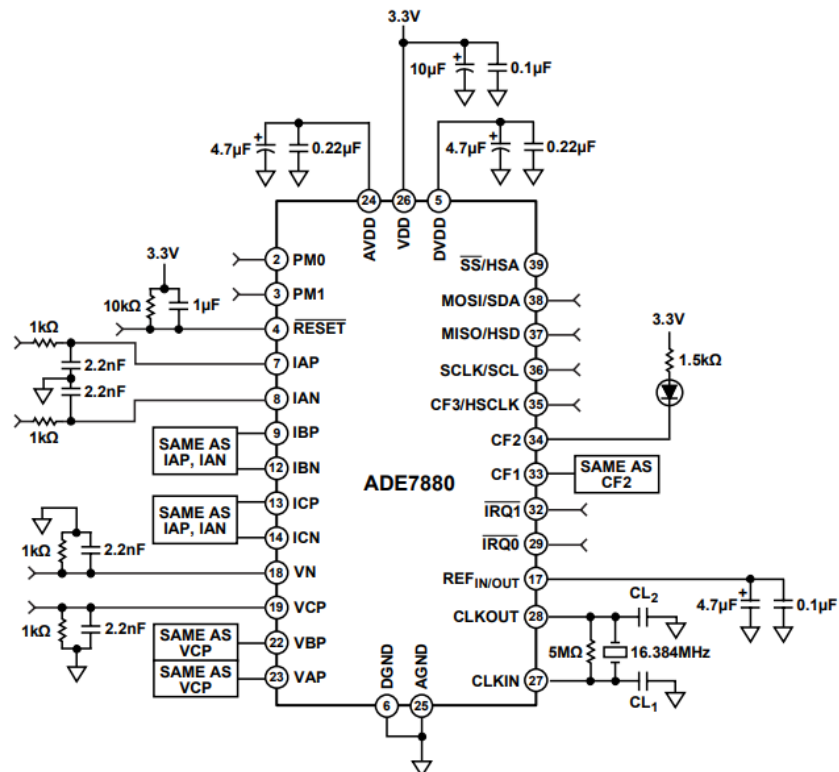 3.3V
10µF
+
0.1µF
4.7µF
+
0.22µF
4.7µF
+
0.22µF
24
26
5
AVDD
VDD
DVDD
3.3V
10kΩ
1µF
2
PM0
3
PM1
4
RESET
1kΩ
2.2nF
7
IAP
2.2nF
8
IAN
1kΩ
SAME AS
IAP, IAN
9
IBP
12
IBN
SAME AS
IAP, IAN
13
ICP
14
ICN
1kΩ
2.2nF
18
VN
19
VCP
1kΩ
2.2nF
SAME AS
VCP
22
VBP
SAME AS
VCP
23
VAP
ADE7880
SS/HSA
39
MOSI/SDA
38
MISO/HSD
37
SCLK/SCL
36
CF3/HSCLK
35
3.3V
1.5kΩ
CF2
34
CF1
33
SAME AS
CF2
IRQ1
32
IRQ0
29
REFIN/OUT
17
4.7µF
+
0.1µF
CLKOUT
28
CL2
5MΩ
16.384MHz
CLKIN
27
CL1
DGND
AGND
6
25